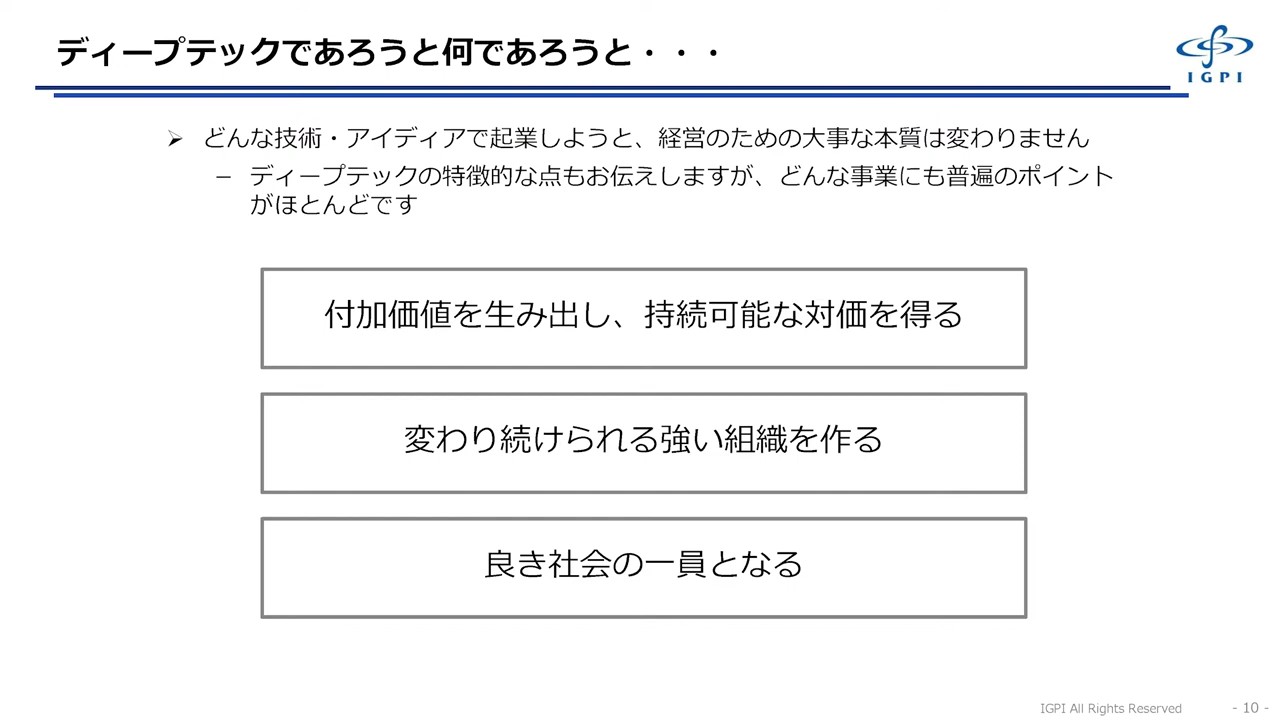 ディープテックであろうと何であろうと・・・
IGPI
➢ どんな技術・アイディアで起業しようと、経営のための大事な本質は変わりません
– ディープテックの特徴的な点もお伝えしますが、どんな事業にも普遍のポイント
がほとんどです
付加価値を生み出し、持続可能な対価を得る
変わり続けられる強い組織を作る
良き社会の一員となる
IGPI All Rights Reserved
- 10 -